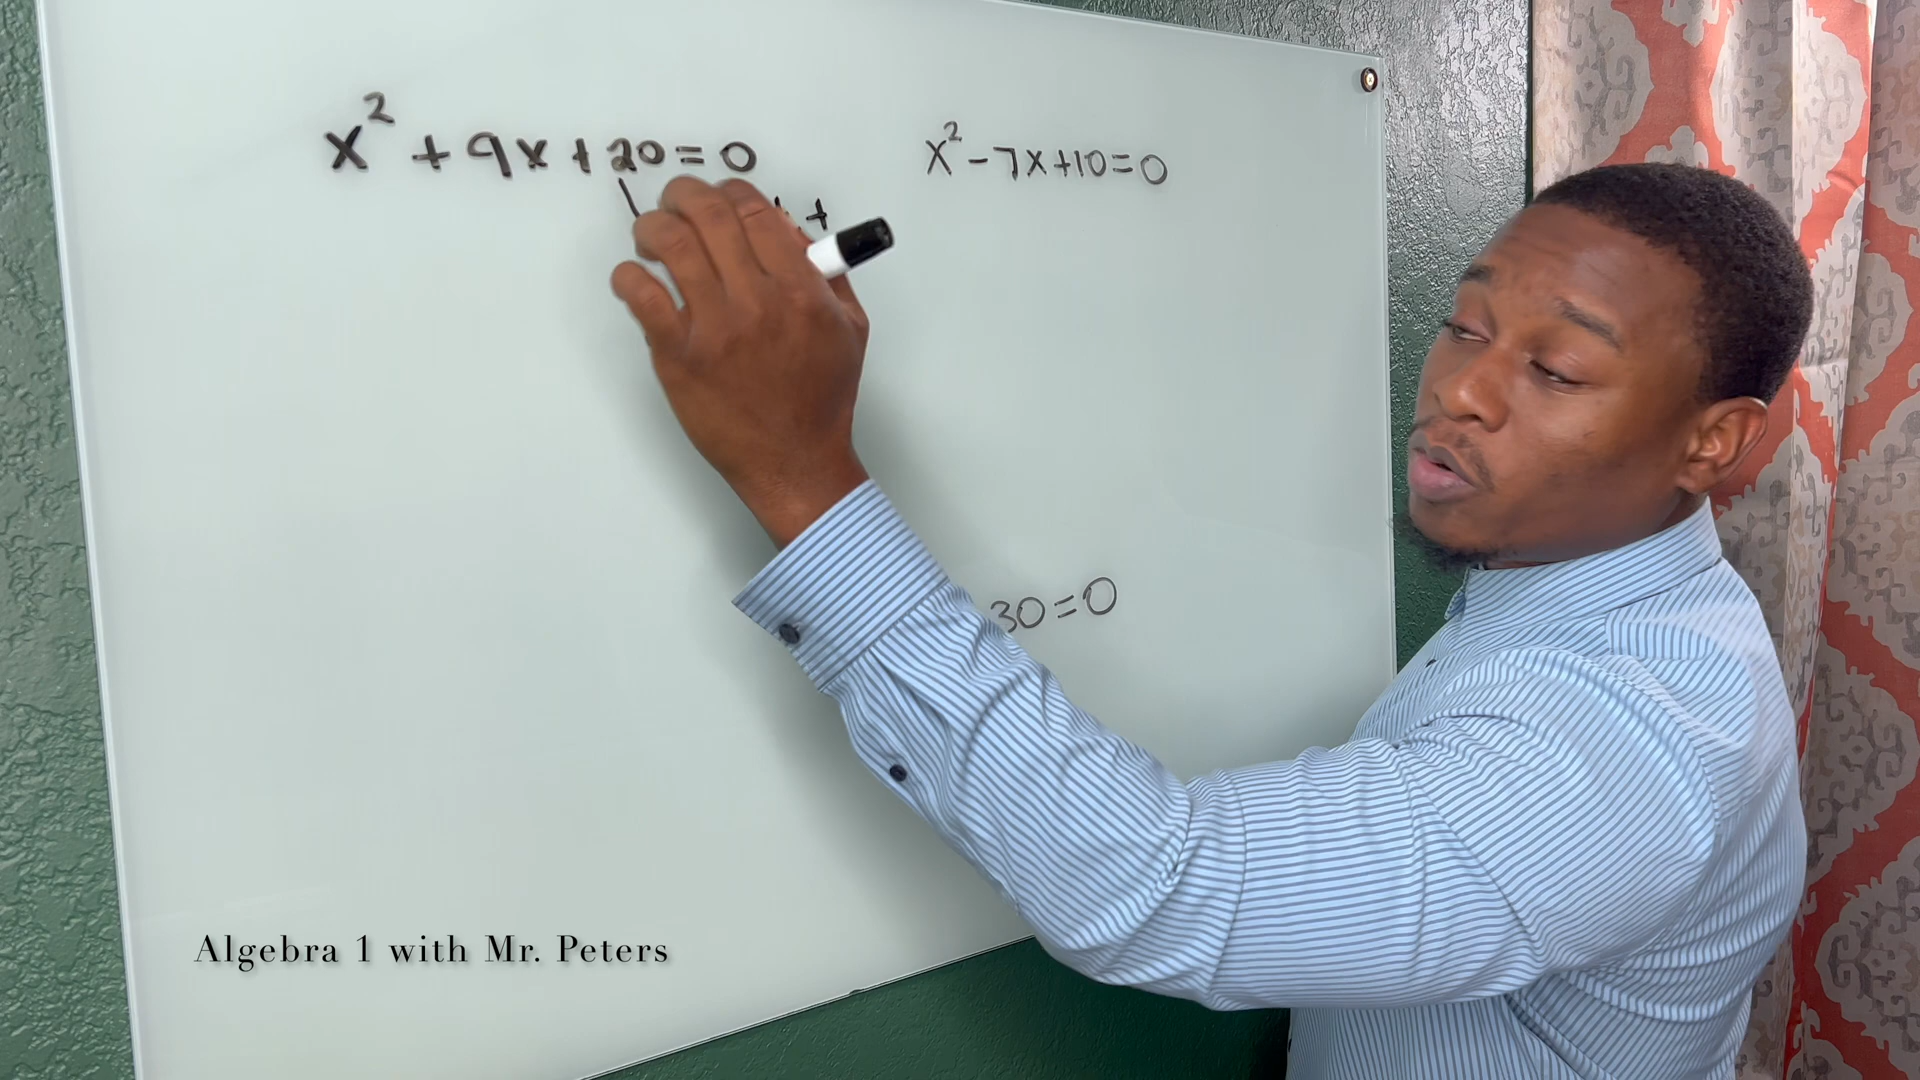 x² + 9x + 20 = 0
x² - 7x + 10 = 0
+
30 = 0
Algebra 1 with Mr. Peters